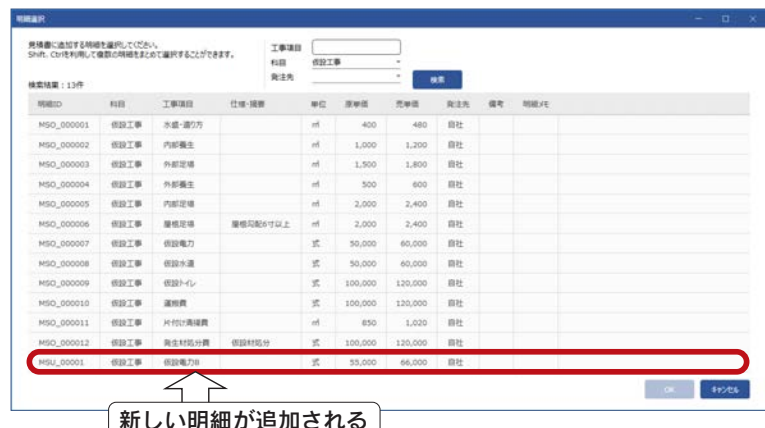 明細選択
見積書に追加する明細を選択してください。
Shift、Ctrlを利用して複数の明細をまとめて選択することができます。
工事項目
科目 仮設工事
発注先 検索
検索結果：13件
明細ID 科目 工事項目 仕様・摘要 単位 原単価 売単価 発注先 備考 明細メモ
MSO_000001 仮設工事 水盛・遣り方 ㎡ 400 480 自社
MSO_000002 仮設工事 内部養生 ㎡ 1,000 1,200 自社
MSO_000003 仮設工事 外部足場 ㎡ 1,500 1,800 自社
MSO_000004 仮設工事 外部養生 ㎡ 500 600 自社
MSO_000005 仮設工事 内部足場 ㎡ 2,000 2,400 自社
MSO_000006 仮設工事 屋根足場 屋根勾配6寸以上 ㎡ 2,000 2,400 自社
MSO_000007 仮設工事 仮設電力 式 50,000 60,000 自社
MSO_000008 仮設工事 仮設水道 式 50,000 60,000 自社
MSO_000009 仮設工事 仮設トイレ 式 100,000 120,000 自社
MSO_000010 仮設工事 運搬費 式 100,000 120,000 自社
MSO_000011 仮設工事 片付け清掃費 ㎡ 850 1,020 自社
MSO_000012 仮設工事 発生材処分費 仮設材処分 式 100,000 120,000 自社
MSU_00001 仮設工事 仮設電力B 式 55,000 66,000 自社
OK キャンセル
新しい明細が追加される